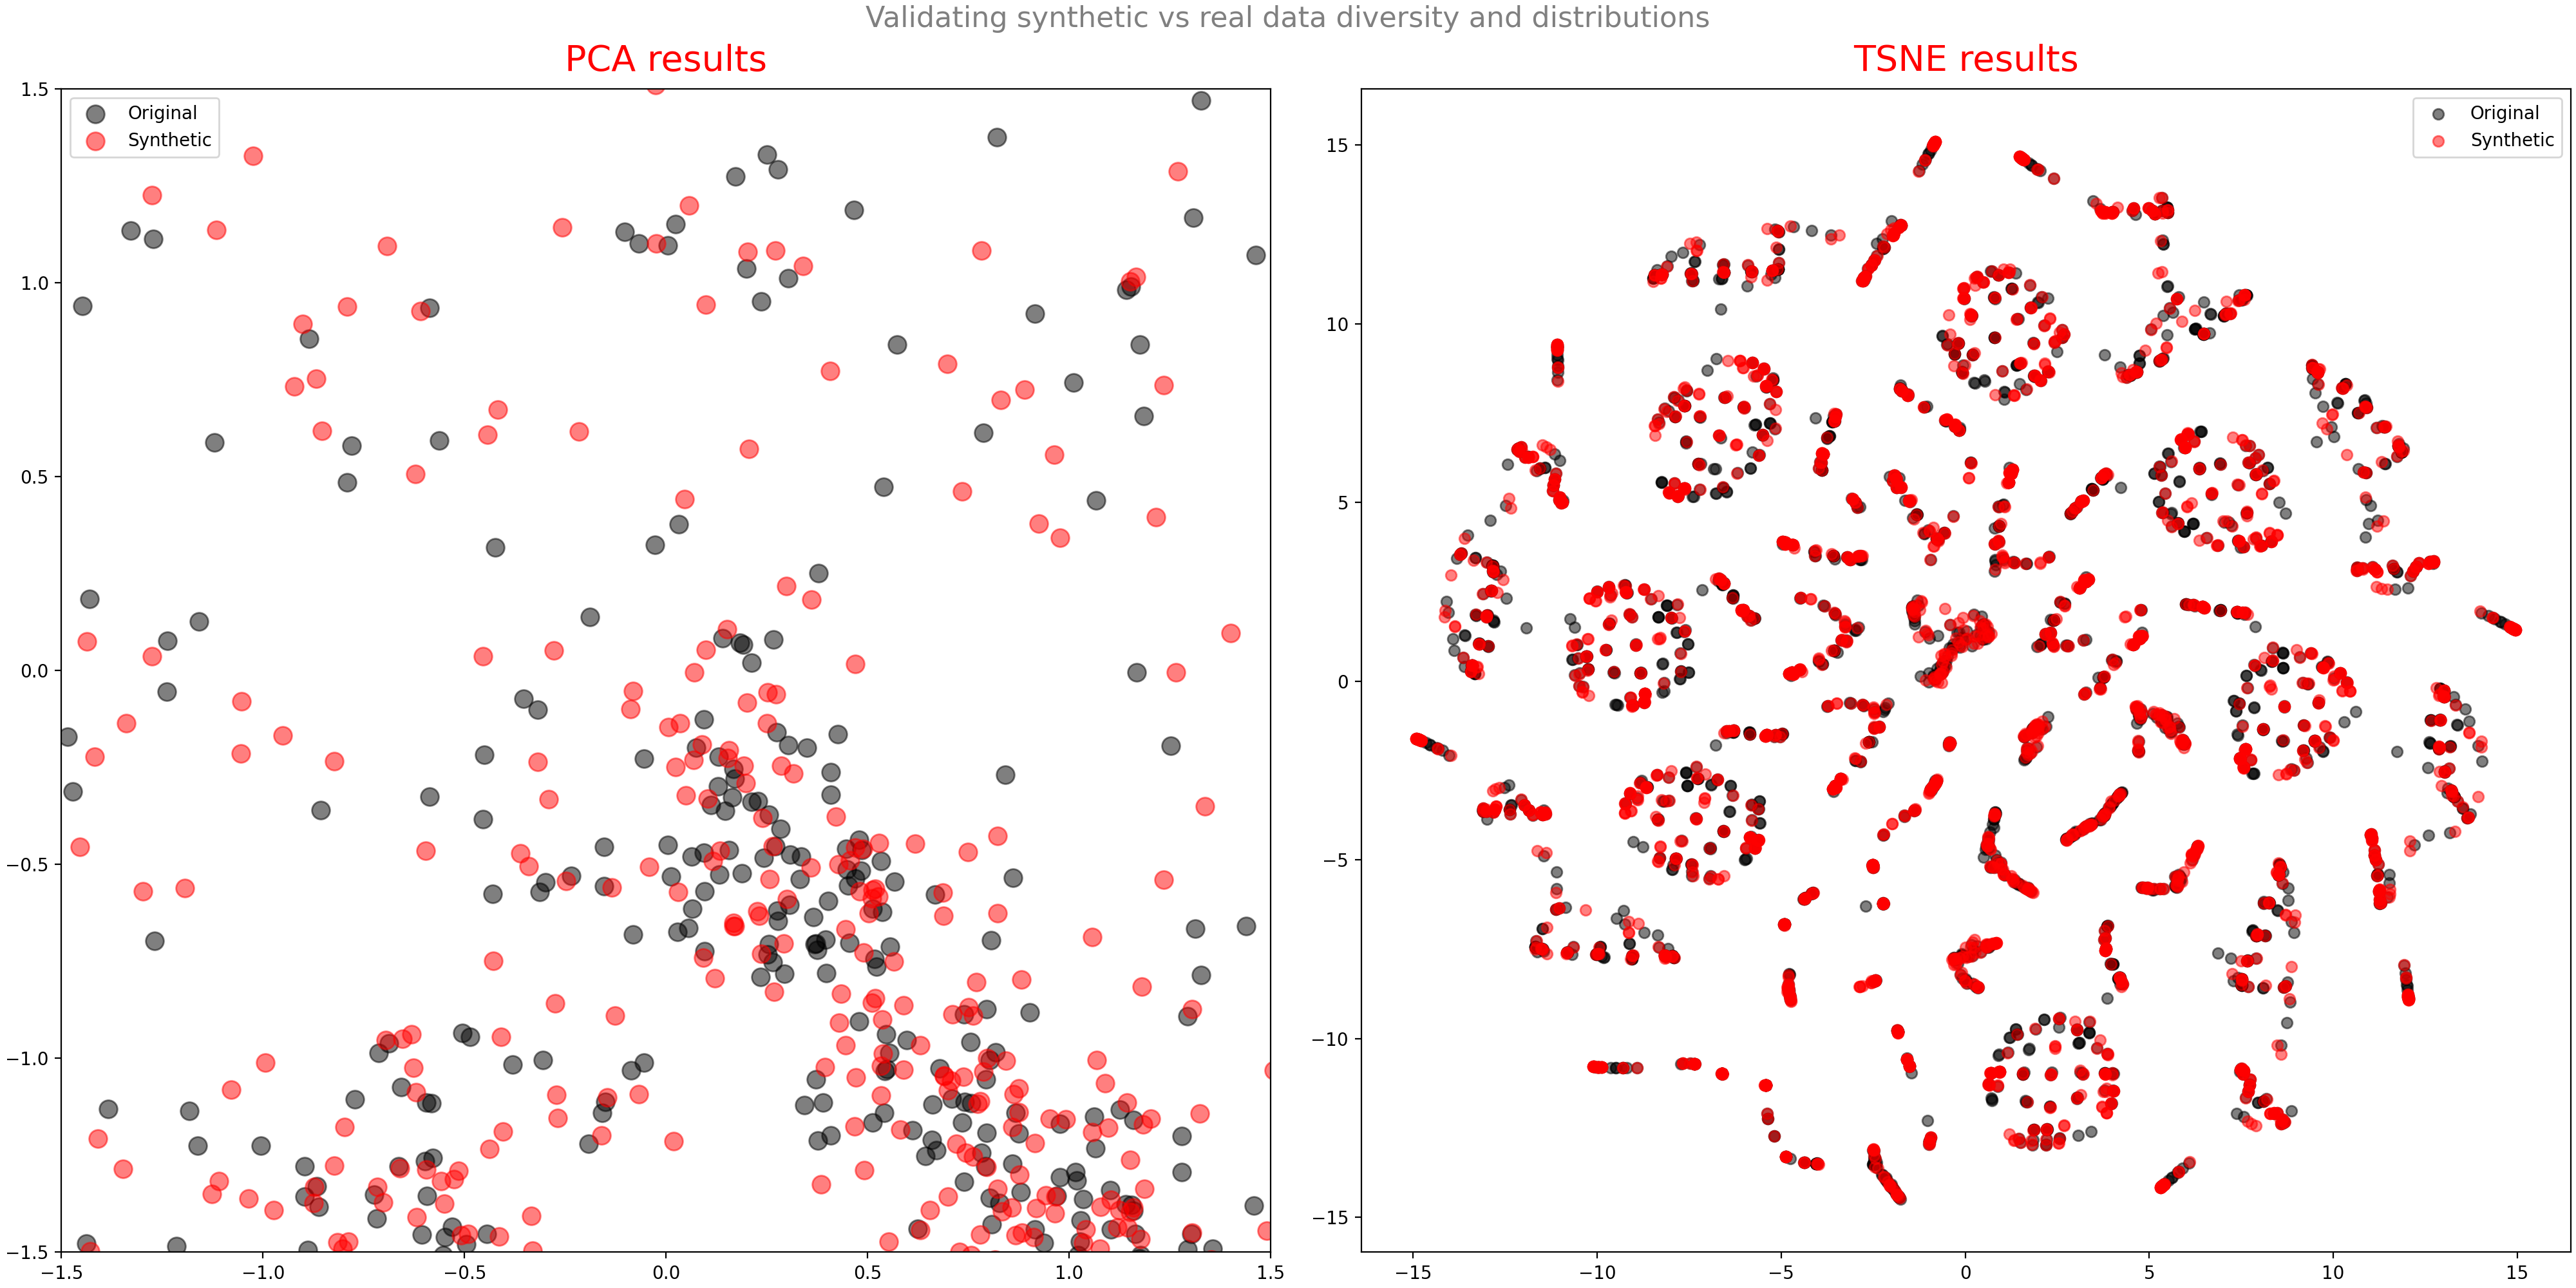 Validating synthetic vs real data diversity and distributions
PCA results
TSNE results
Original
Synthetic
1.5
1.0
0.5
0.0
−0.5
−1.0
−1.5
−1.5 −1.0 −0.5 0.0 0.5 1.0 1.5
Original
Synthetic
15
10
5
0
−5
−10
−15
−15 −10 −5 0 5 10 15